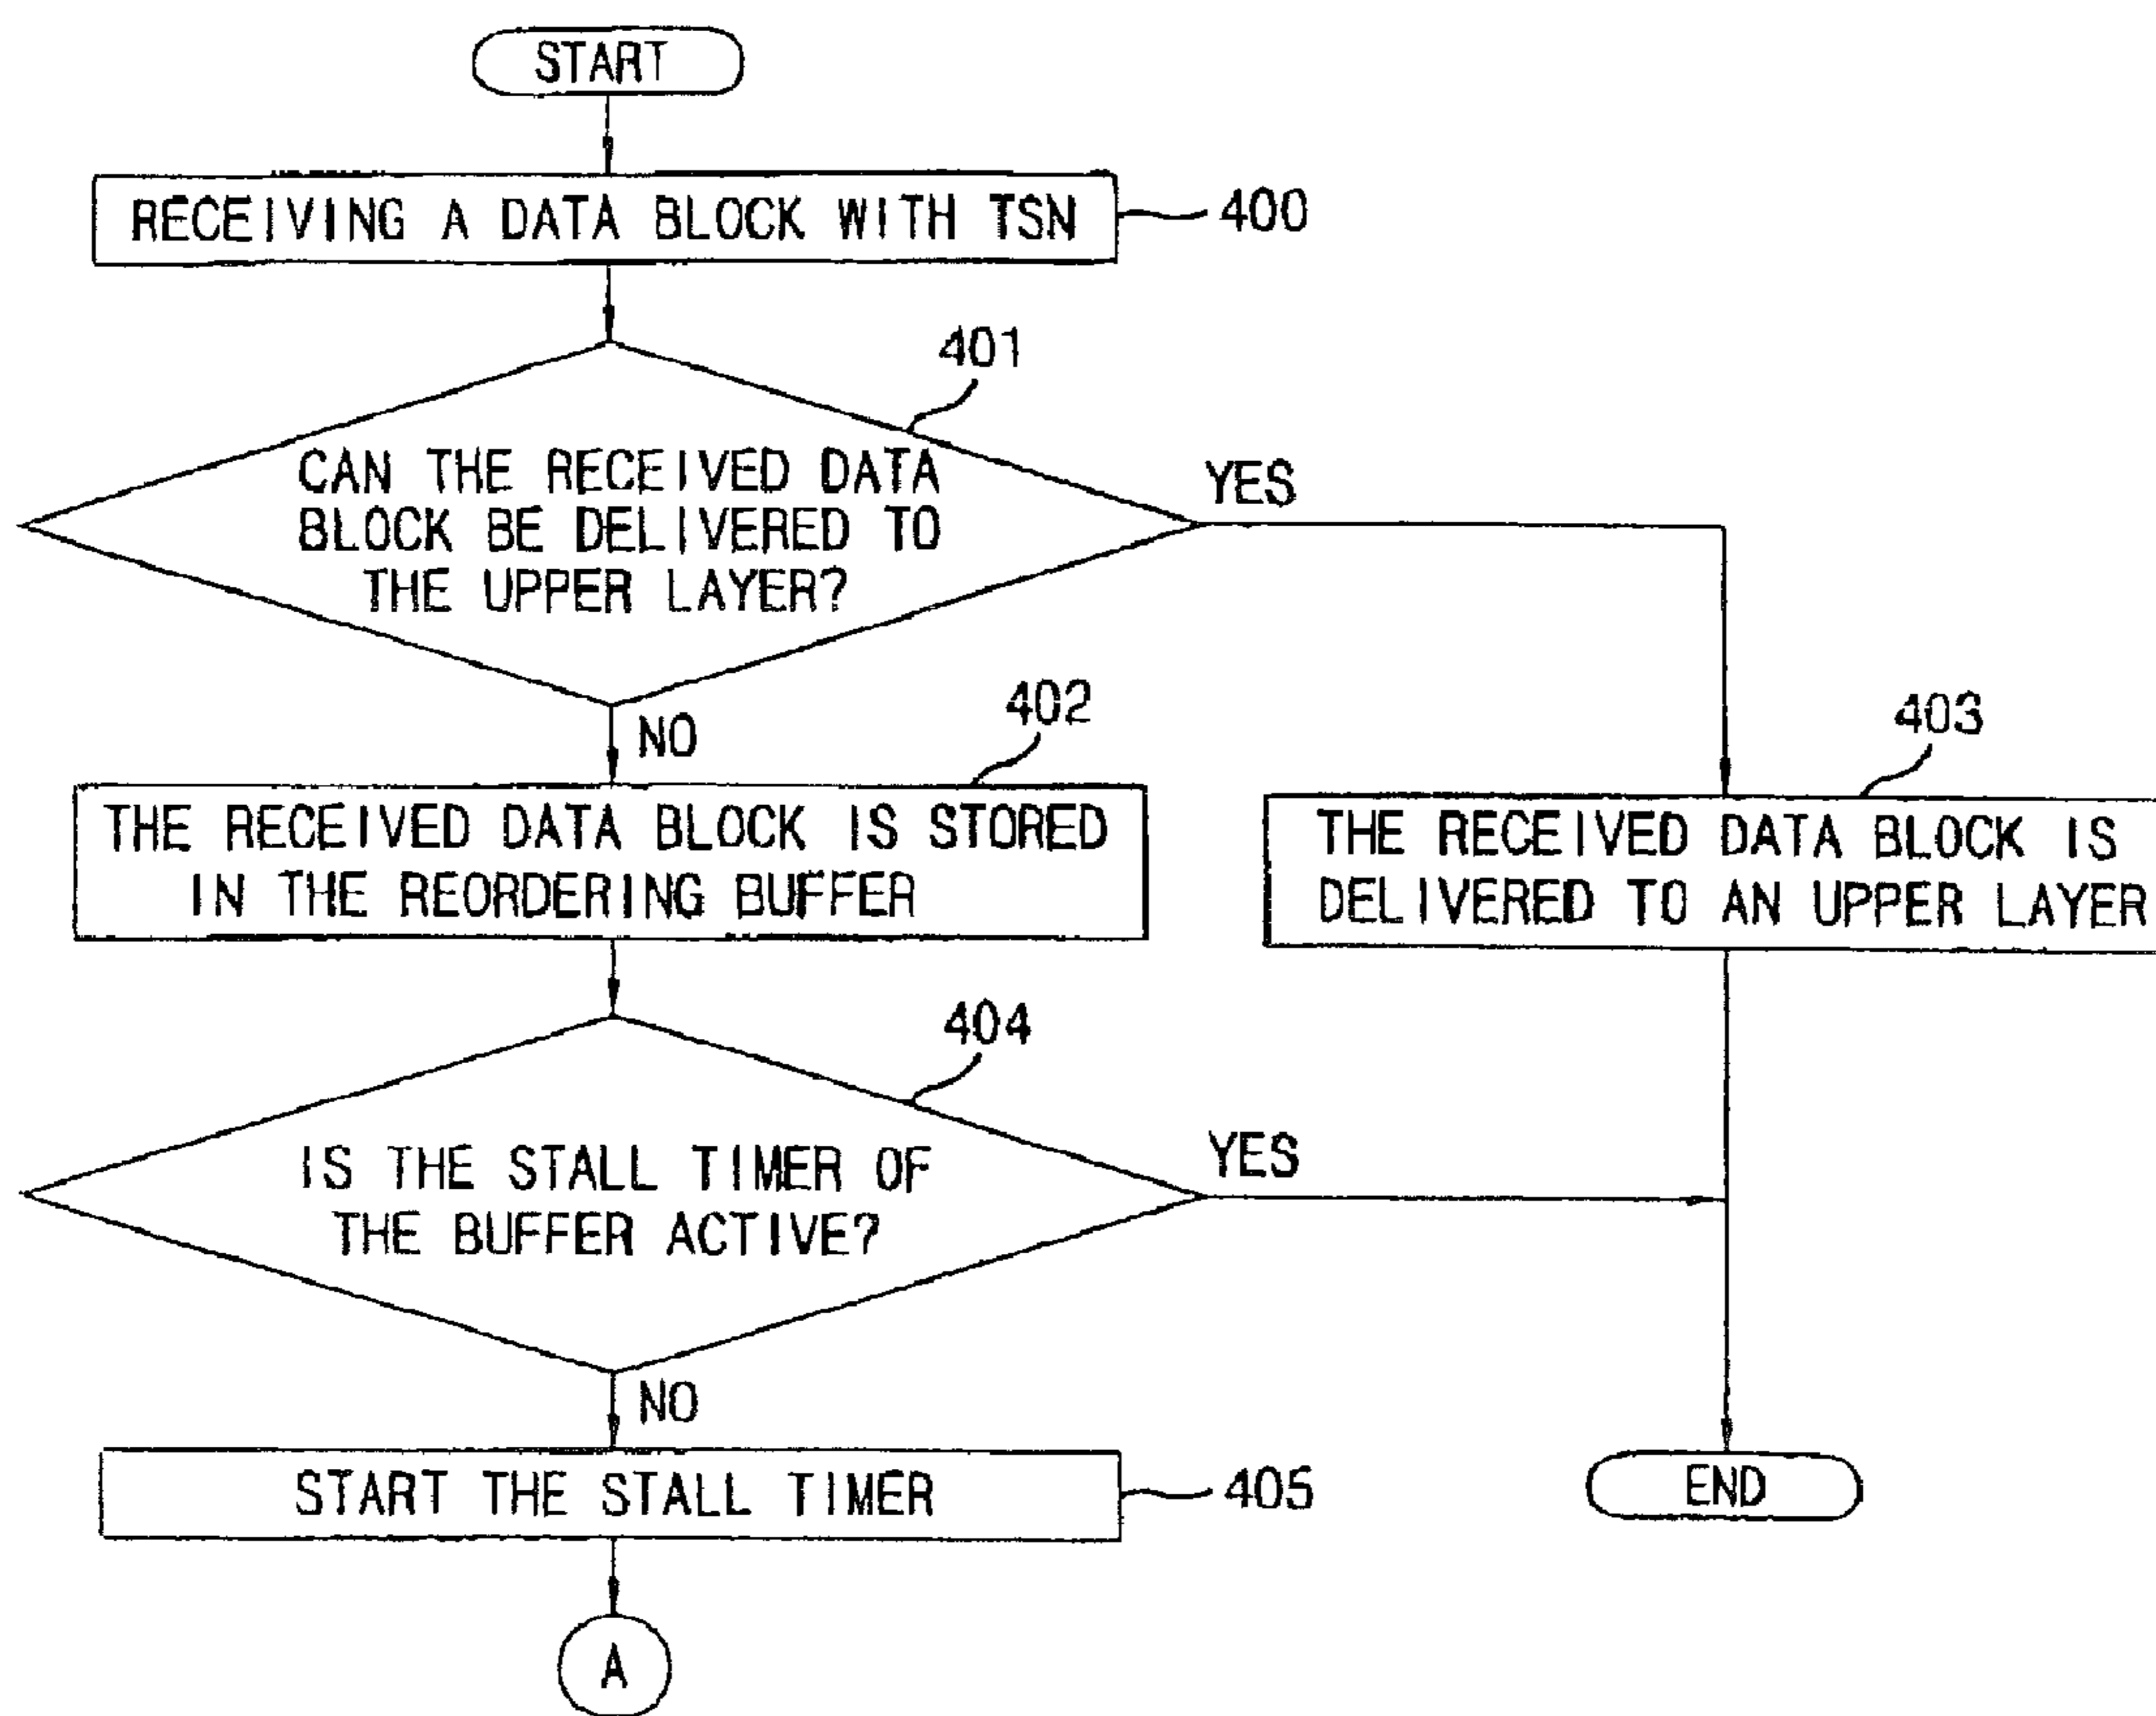 START
RECEIVING A DATA BLOCK WITH TSN
400
401
CAN THE RECEIVED DATA
BLOCK BE DELIVERED TO
THE UPPER LAYER?
YES
NO
402
THE RECEIVED DATA BLOCK IS STORED
IN THE REORDERING BUFFER
403
THE RECEIVED DATA BLOCK IS
DELIVERED TO AN UPPER LAYER
404
IS THE STALL TIMER OF
THE BUFFER ACTIVE?
YES
NO
START THE STALL TIMER
405
END
A